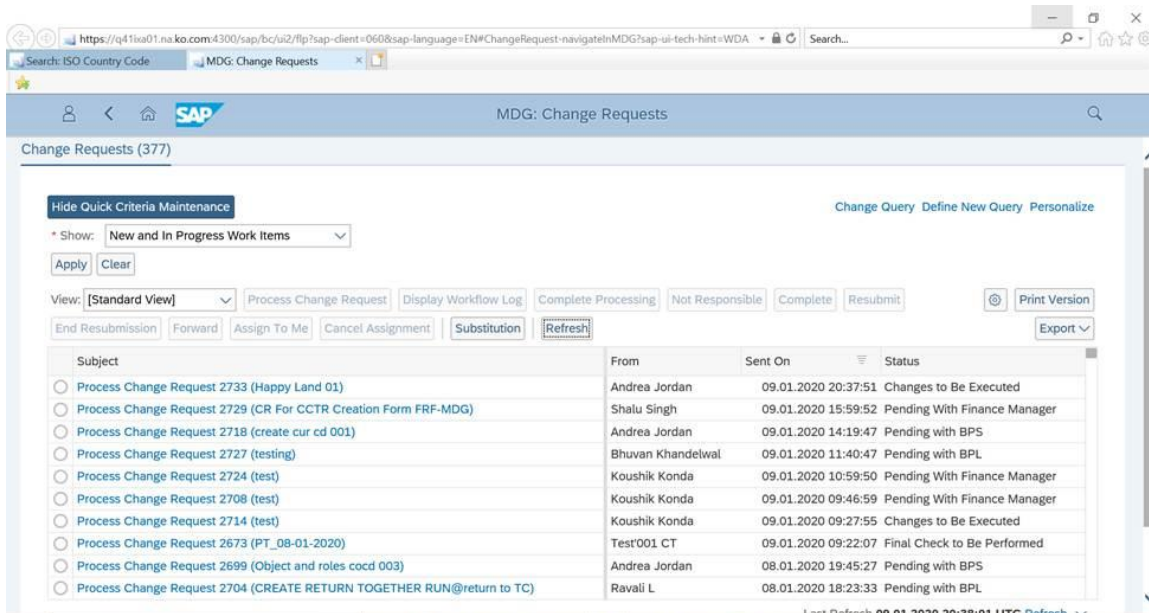 https://q41ixa01.na.ko.com:4300/sap/bc/ui2/flp?sap-client=060&sap-language=EN#ChangeRequest-navigateInMDG?sap-ui-tech-hint=WDA Search...
Search: ISO Country Code MDG: Change Requests
SAP MDG: Change Requests
Change Requests (377)
Hide Quick Criteria Maintenance Change Query Define New Query Personalize
* Show: New and In Progress Work Items
Apply Clear
View: [Standard View] Process Change Request Display Workflow Log Complete Processing Not Responsible Complete Resubmit Print Version
End Resubmission Forward Assign To Me Cancel Assignment Substitution Refresh Export
Subject From Sent On Status
Process Change Request 2733 (Happy Land 01) Andrea Jordan 09.01.2020 20:37:51 Changes to Be Executed
Process Change Request 2729 (CR For CCTR Creation Form FRF-MDG) Shalu Singh 09.01.2020 15:59:52 Pending With Finance Manager
Process Change Request 2718 (create cur cd 001) Andrea Jordan 09.01.2020 14:19:47 Pending with BPS
Process Change Request 2727 (testing) Bhuvan Khandelwal 09.01.2020 11:40:47 Pending with BPL
Process Change Request 2724 (test) Koushik Konda 09.01.2020 10:59:50 Pending With Finance Manager
Process Change Request 2708 (test) Koushik Konda 09.01.2020 09:46:59 Pending With Finance Manager
Process Change Request 2714 (test) Koushik Konda 09.01.2020 09:27:55 Changes to Be Executed
Process Change Request 2673 (PT_08-01-2020) Test'001 CT 09.01.2020 09:22:07 Final Check to Be Performed
Process Change Request 2699 (Object and roles cocd 003) Andrea Jordan 08.01.2020 19:45:27 Pending with BPS
Process Change Request 2704 (CREATE RETURN TOGETHER RUN@return to TC) Ravali L 08.01.2020 18:23:33 Pending with BPL
Last Refresh 09.01.2020 20:38:01 UTC Refresh